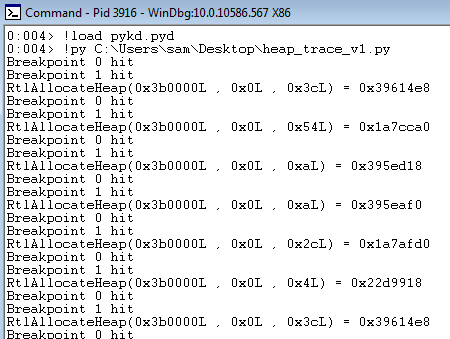 Command - Pid 3916 - WinDbg:10.0.10586.567 X86
0:004> !load pykd.pyd
0:004> !py C:\Users\sam\Desktop\heap_trace_v1.py
Breakpoint 0 hit
Breakpoint 1 hit
RtlAllocateHeap(0x3b0000L , 0x0L , 0x3cL) = 0x39614e8
Breakpoint 0 hit
Breakpoint 1 hit
RtlAllocateHeap(0x3b0000L , 0x0L , 0x54L) = 0x1a7cca0
Breakpoint 0 hit
Breakpoint 1 hit
RtlAllocateHeap(0x3b0000L , 0x0L , 0xaL) = 0x395ed18
Breakpoint 0 hit
Breakpoint 1 hit
RtlAllocateHeap(0x3b0000L , 0x0L , 0xaL) = 0x395eaf0
Breakpoint 0 hit
Breakpoint 1 hit
RtlAllocateHeap(0x3b0000L , 0x0L , 0x2cL) = 0x1a7afd0
Breakpoint 0 hit
Breakpoint 1 hit
RtlAllocateHeap(0x3b0000L , 0x0L , 0x4L) = 0x22d9918
Breakpoint 0 hit
Breakpoint 1 hit
RtlAllocateHeap(0x3b0000L , 0x0L , 0x3cL) = 0x39614e8
Breakpoint 0 hit